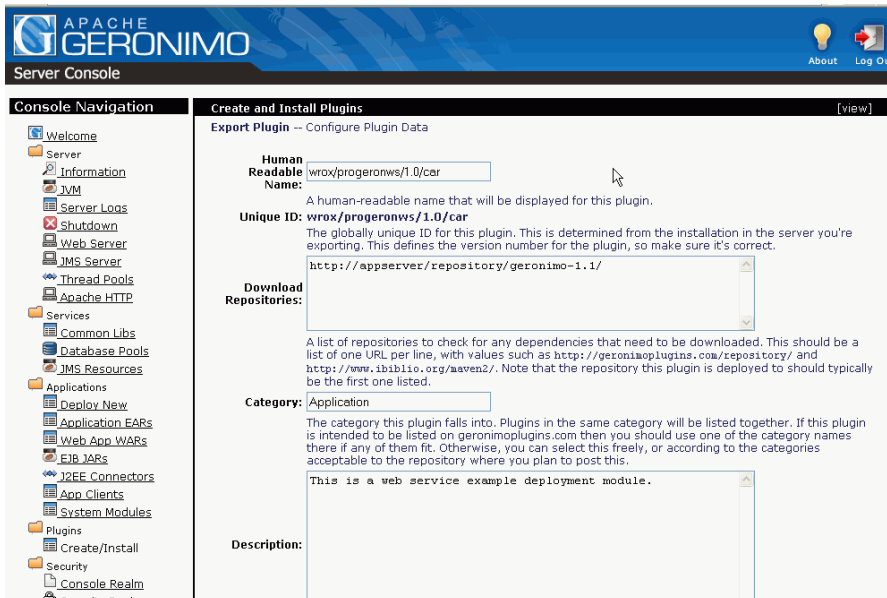 APACHE
GERONIMO
Server Console
About
Log Ou
Console Navigation
Welcome
Server
Information
JVM
Server Logs
Shutdown
Web Server
JMS Server
Thread Pools
Apache HTTP
Services
Common Libs
Database Pools
JMS Resources
Applications
Deploy New
Application EARs
Web App WARs
EJB JARs
J2EE Connectors
App Clients
System Modules
Plugins
Create/Install
Security
Console Realm
Create and Install Plugins
[view]
Export Plugin -- Configure Plugin Data
Human
Readable
Name:
wrox/progeronws/1.0/car
A human-readable name that will be displayed for this plugin.
Unique ID: wrox/progeronws/1.0/car
The globally unique ID for this plugin. This is determined from the installation in the server you're
exporting. This defines the version number for the plugin, so make sure it's correct.
Download
Repositories:
http://appserver/repository/geronimo-1.1/
A list of repositories to check for any dependencies that need to be downloaded. This should be a
list of one URL per line, with values such as http://geronimoplugins.com/repository/ and
http://www.ibiblio.org/maven2/. Note that the repository this plugin is deployed to should typically
be the first one listed.
Category: Application
The category this plugin falls into. Plugins in the same category will be listed together. If this plugin
is intended to be listed on geronimoplugins.com then you should use one of the category names
there if any of them fit. Otherwise, you can select this freely, or according to the categories
acceptable to the repository where you plan to post this.
Description:
This is a web service example deployment module.